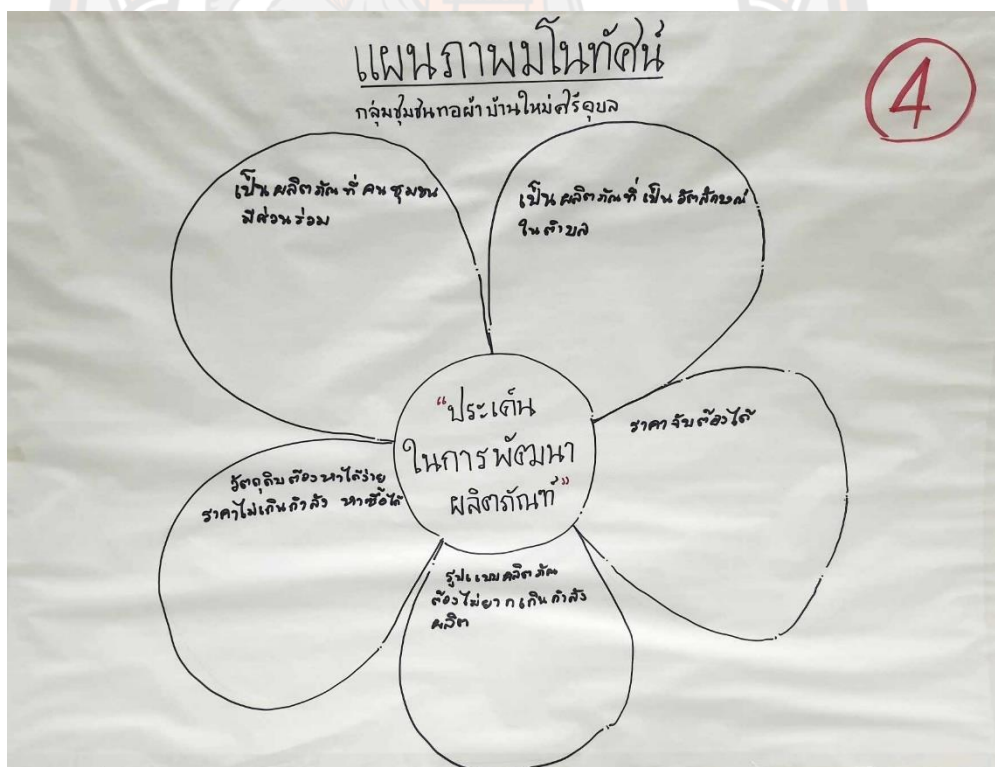 แผนภาพมโนทัศน์
กลุ่มชุมชนทอผ้าบ้านใหม่ศรีอุบล
4
เป็นผลิตภัณที่คนชุมชน
มีส่วนร่วม
เป็นผลิตภัณที่เป็นอัตลักษณ์
ในตำบล
"ประเด็น
ในการพัฒนา
ผลิตภัณฑ์"
ราคาจับต้องได้
วัตถุดิบต้องหาได้ง่าย
ราคาไม่เกินกำลัง หาซื้อได้
รูปแบบผลิตภัณ
ต้องไม่ยากเกินกำลัง
ผลิต